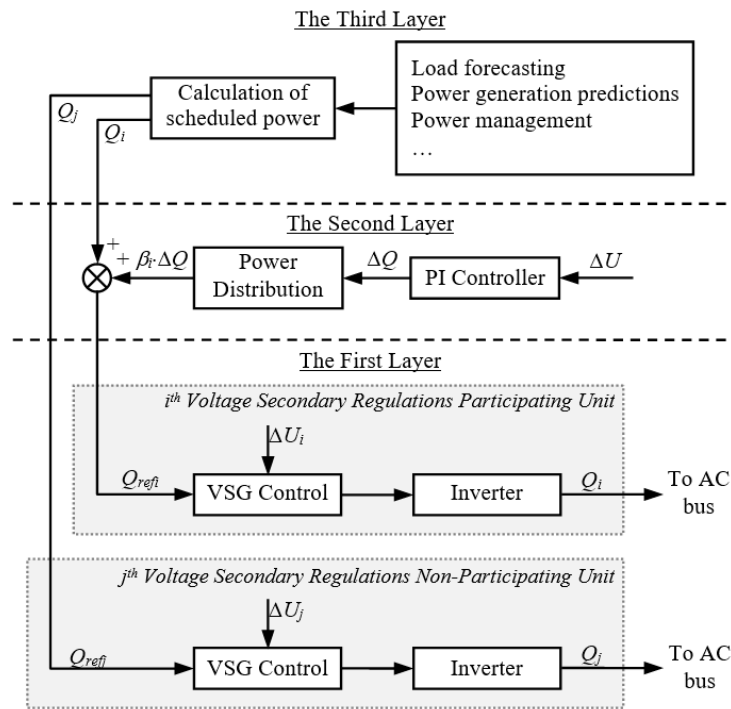 The Third Layer
Load forecasting
Power generation predictions
Power management
…
Calculation of
scheduled power
Qj
Qi
The Second Layer
+
+ βi·ΔQ
Power
Distribution
ΔQ
PI Controller
ΔU
The First Layer
ith Voltage Secondary Regulations Participating Unit
ΔUi
Qrefi
VSG Control
Inverter
Qi
To AC
bus
jth Voltage Secondary Regulations Non-Participating Unit
ΔUj
Qrefj
VSG Control
Inverter
Qj
To AC
bus